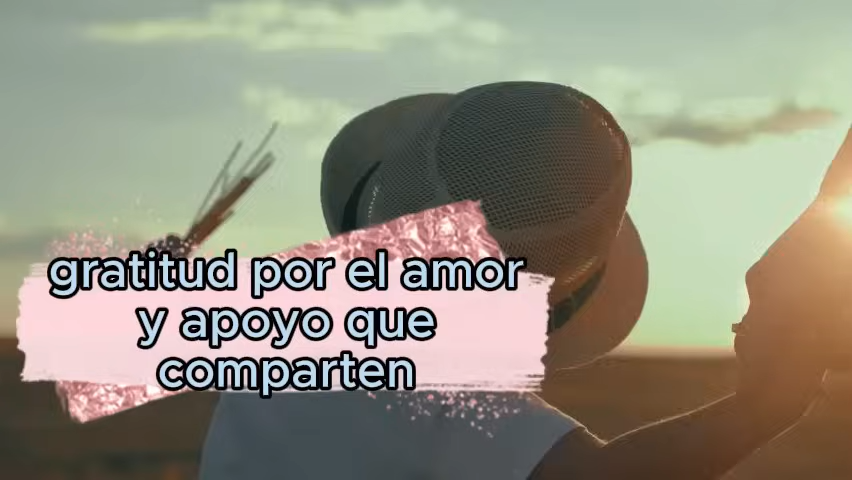 gratitud por el amor
y apoyo que
comparten